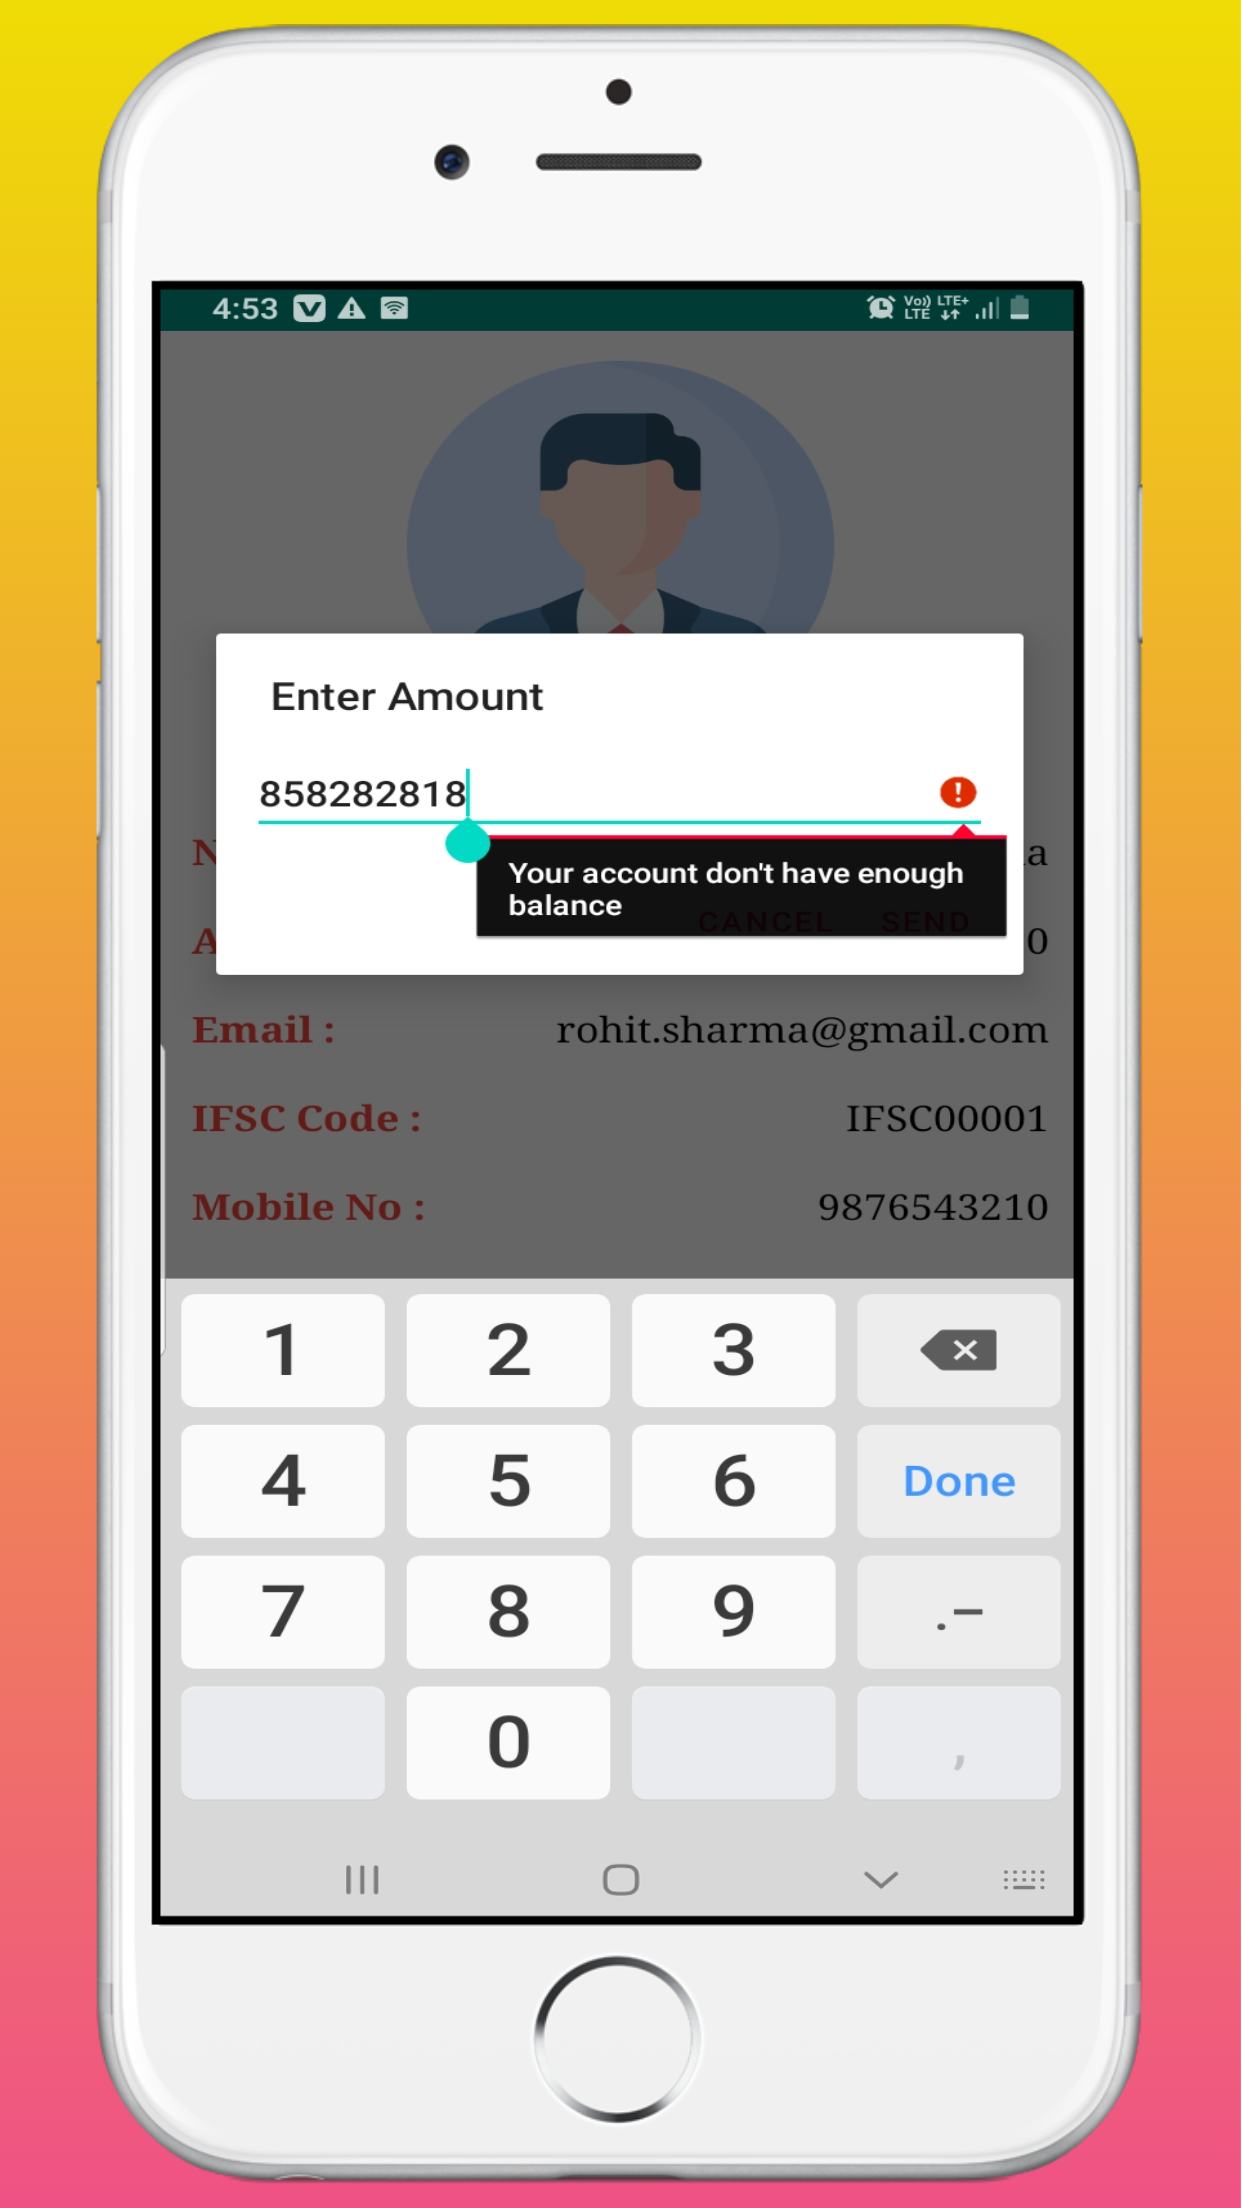 4:53
Vo)) LTE+
LTE
Enter Amount
858282818
Your account don't have enough
balance
CANCEL SEND
Email : rohit.sharma@gmail.com
IFSC Code : IFSC00001
Mobile No : 9876543210
1 2 3
4 5 6 Done
7 8 9 .–
0 ,